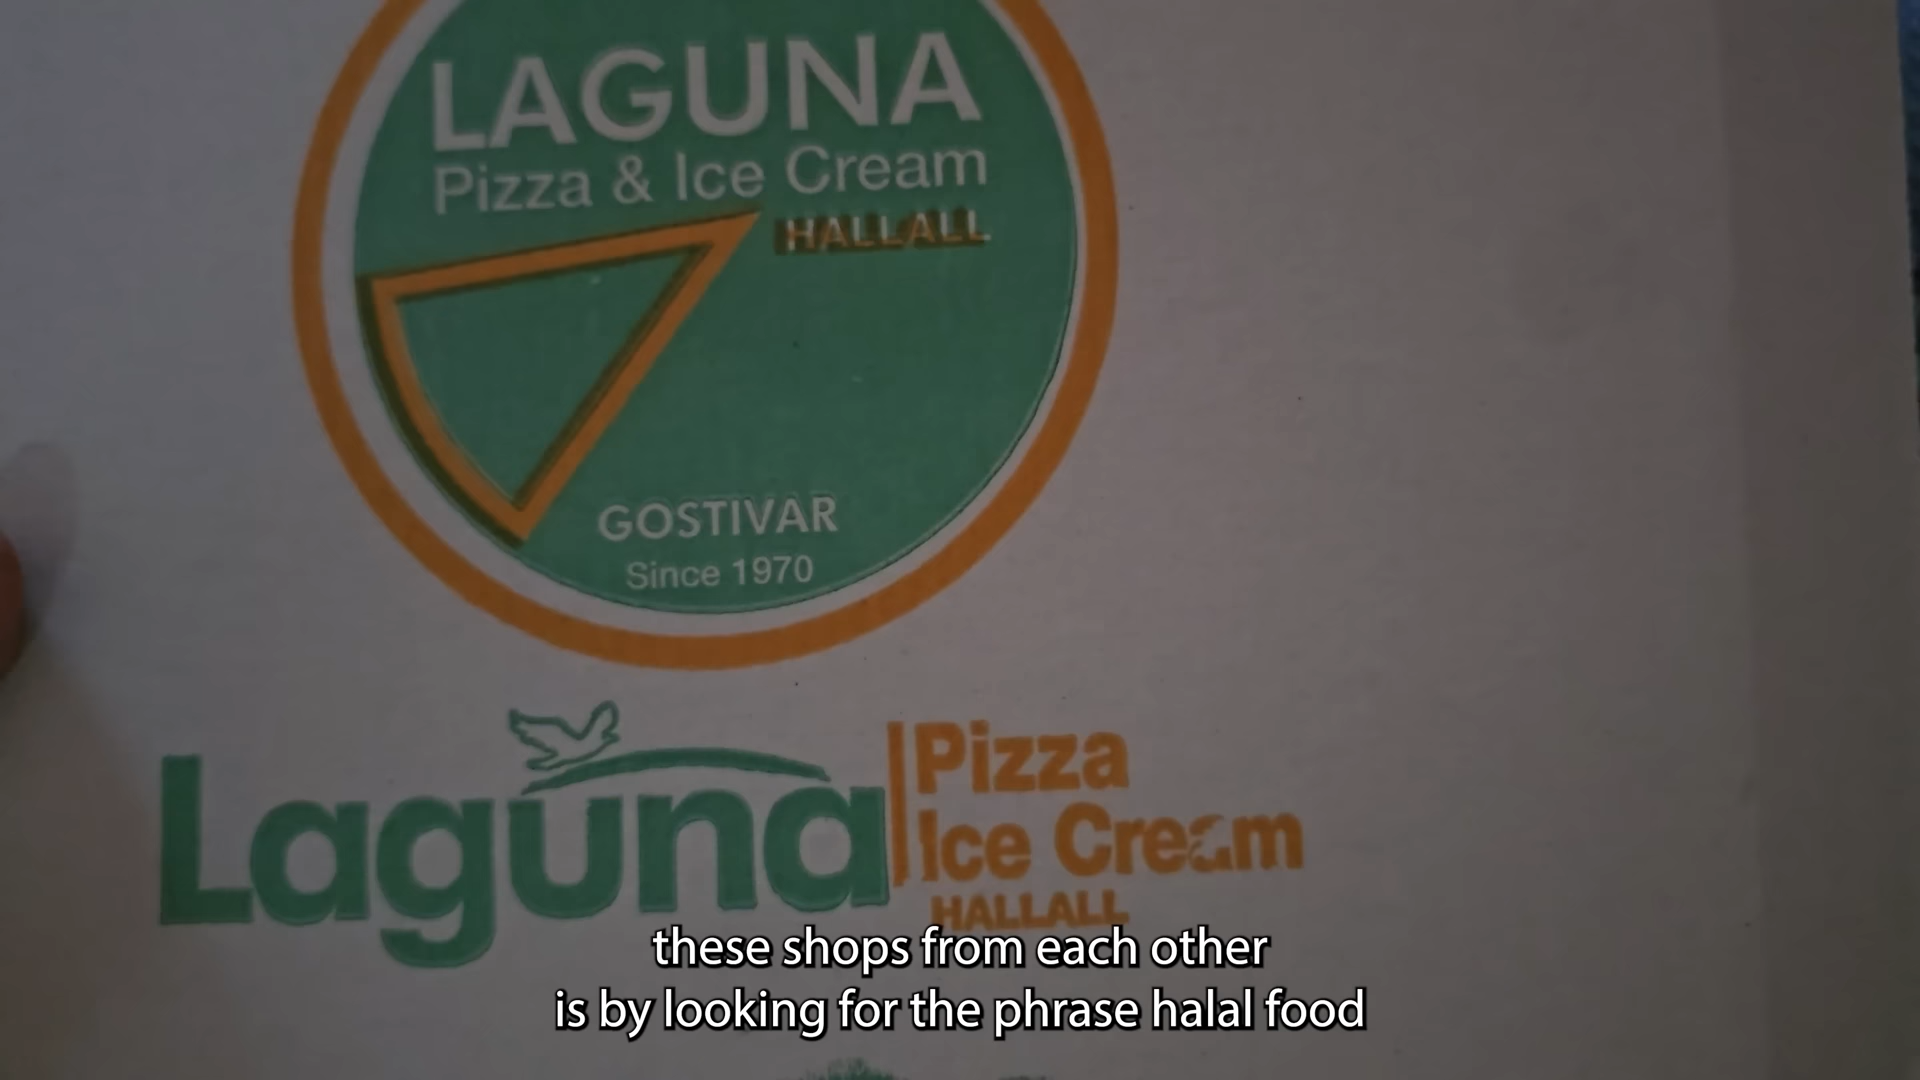 LAGUNA
Pizza & Ice Cream
HALLALL
GOSTIVAR
Since 1970
Laguna
Pizza
Ice Cream
HALLALL
these shops from each other
is by looking for the phrase halal food